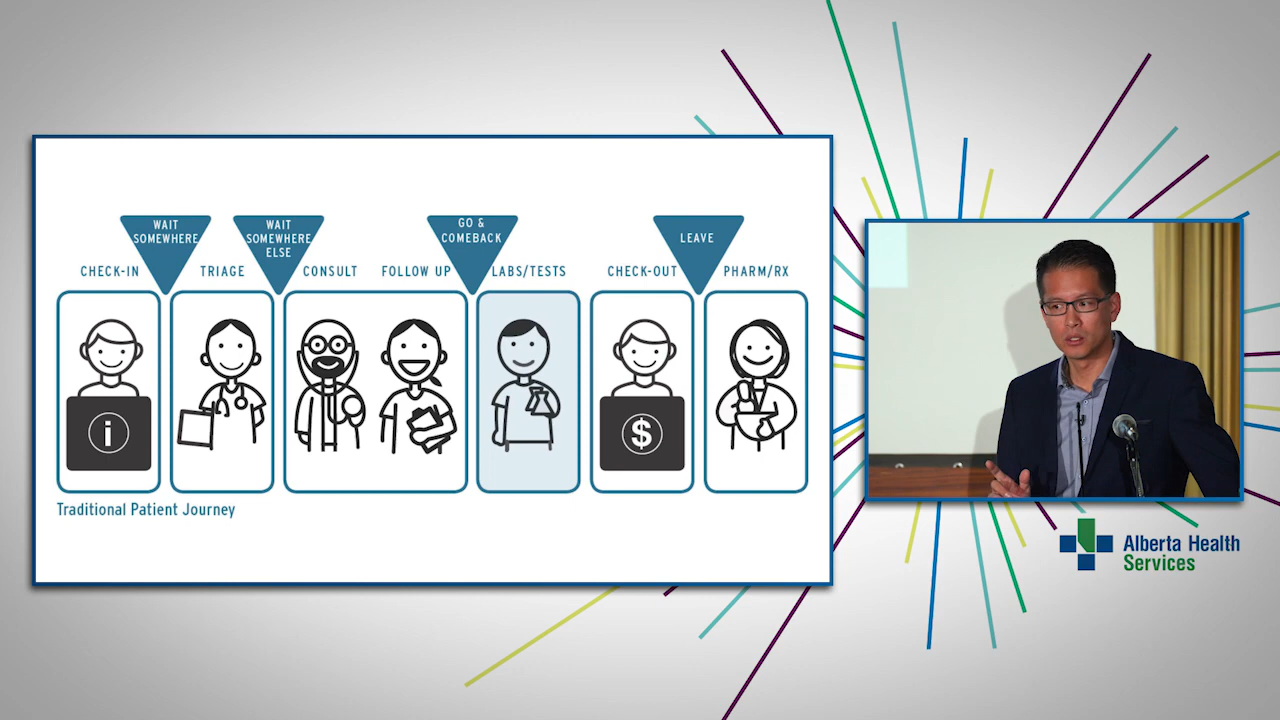 WAIT
SOMEWHERE
WAIT
SOMEWHERE
ELSE
GO &
COMEBACK
LEAVE
CHECK-IN
TRIAGE
CONSULT
FOLLOW UP
LABS/TESTS
CHECK-OUT
PHARM/RX
i
$
Traditional Patient Journey
Alberta Health
Services